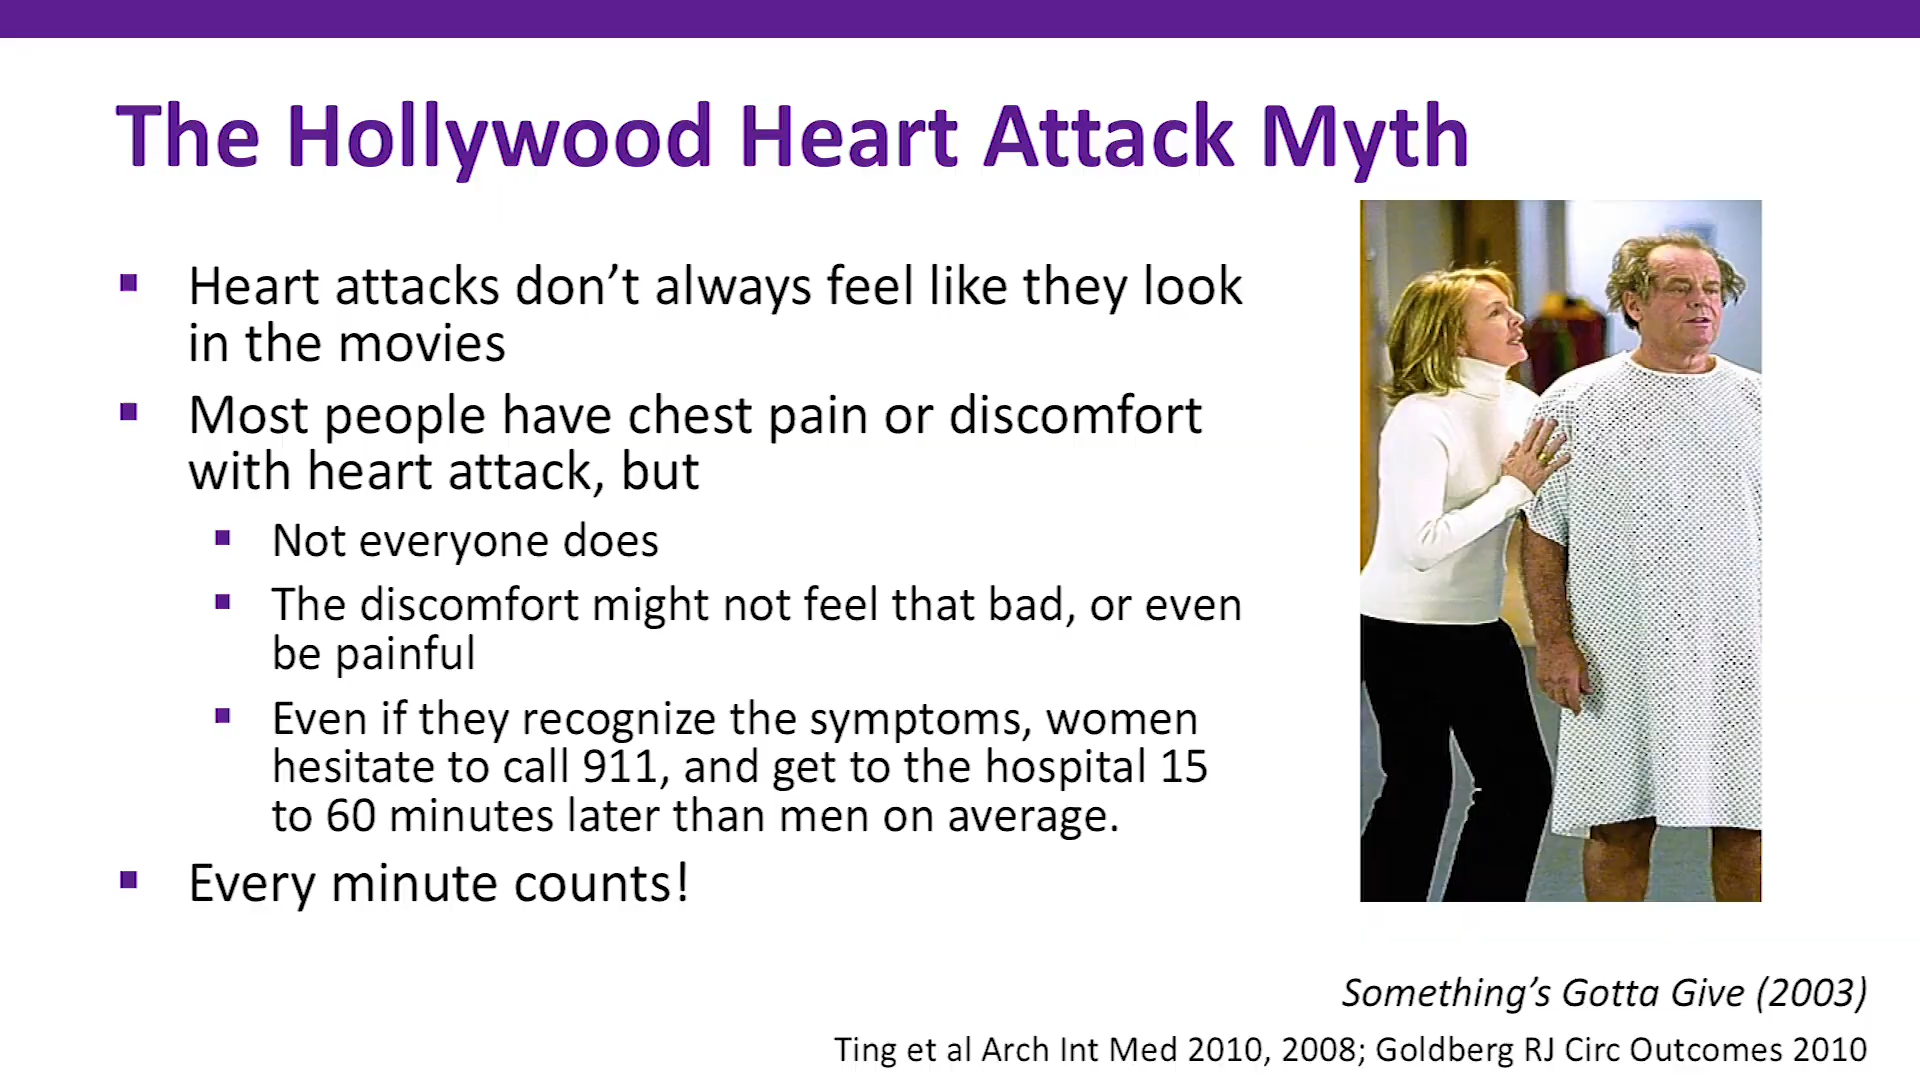 The Hollywood Heart Attack Myth
Heart attacks don’t always feel like they look
in the movies
Most people have chest pain or discomfort
with heart attack, but
Not everyone does
The discomfort might not feel that bad, or even
be painful
Even if they recognize the symptoms, women
hesitate to call 911, and get to the hospital 15
to 60 minutes later than men on average.
Every minute counts!
Something’s Gotta Give (2003)
Ting et al Arch Int Med 2010, 2008; Goldberg RJ Circ Outcomes 2010